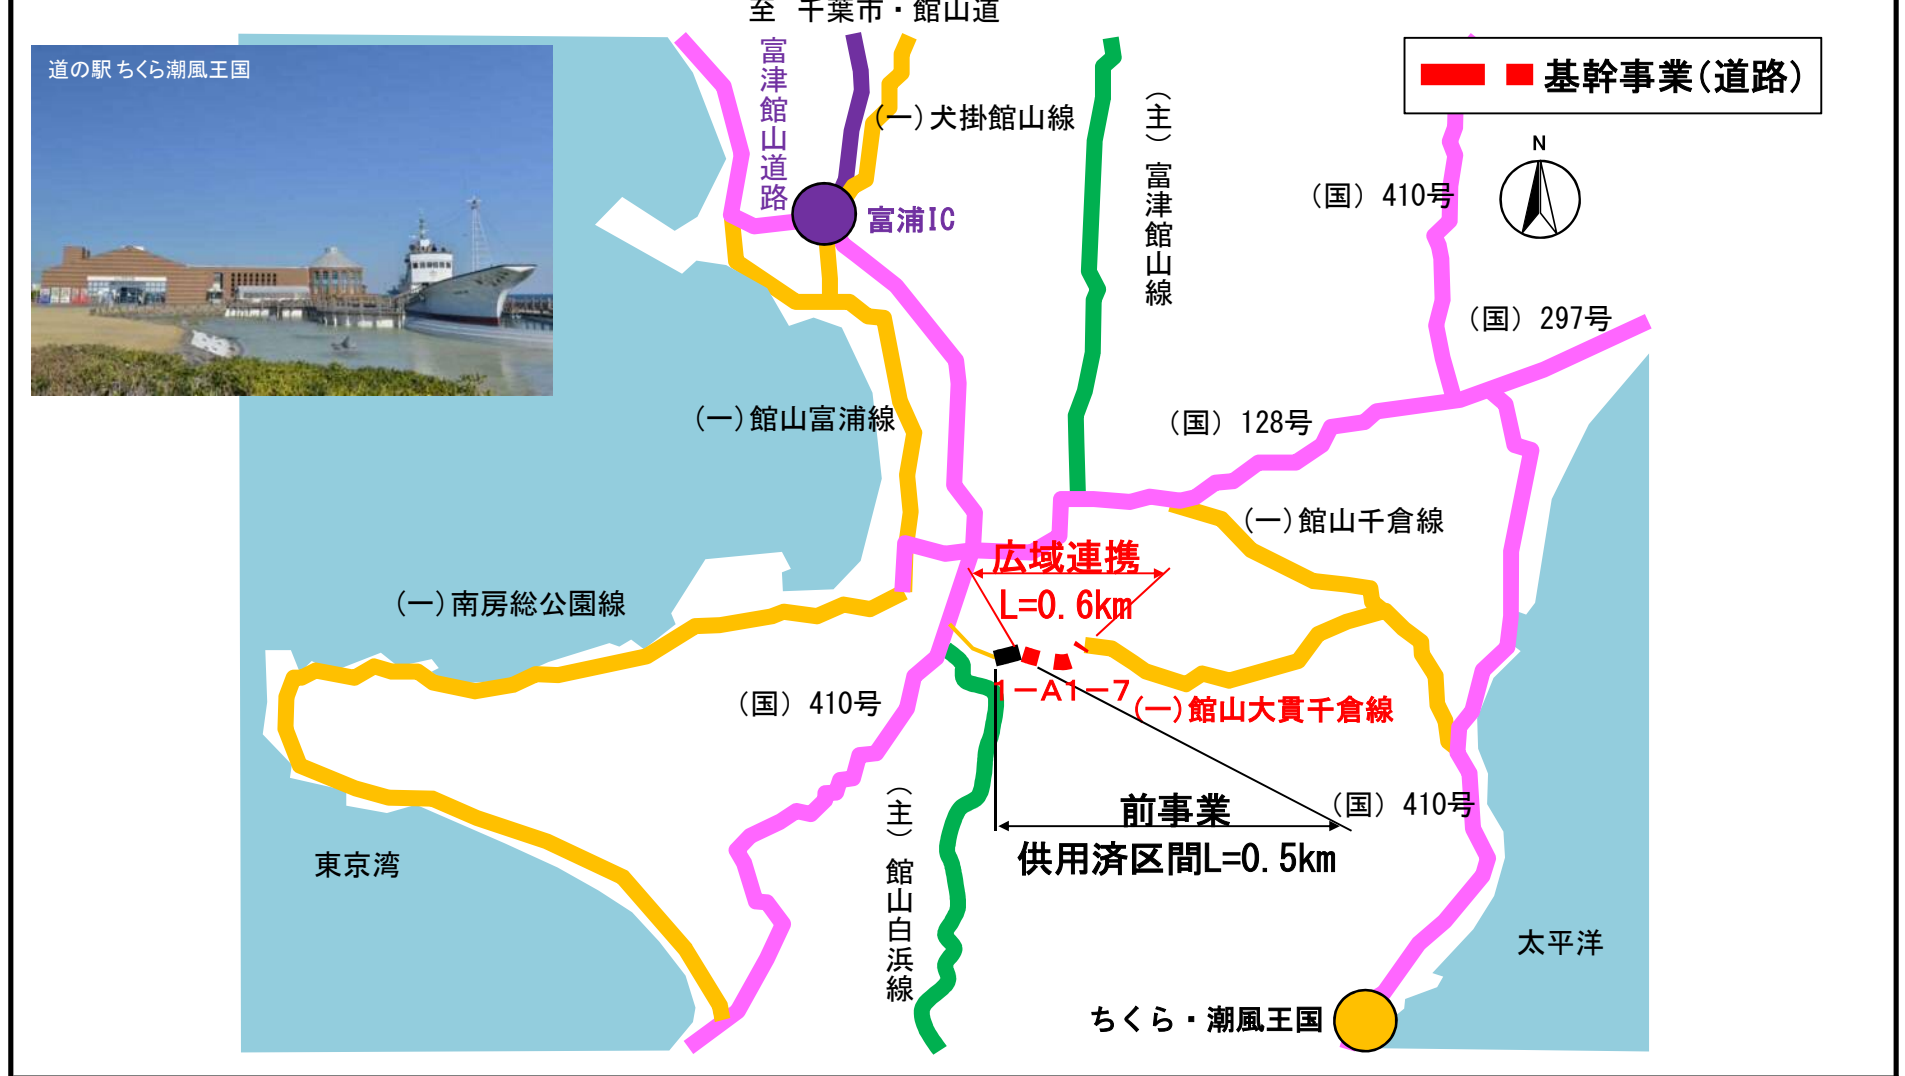 至 千葉市・館山道
道の駅 ちくら潮風王国
富津館山道路
(一)犬掛館山線
(主)富津館山線
基幹事業(道路)
N
(国)410号
富浦IC
(国)297号
(一)館山富浦線
(国)128号
(一)館山千倉線
広域連携
L=0.6km
(一)南房総公園線
1-A1-7
(国)410号
(一)館山大貫千倉線
前事業
(国)410号
供用済区間L=0.5km
(主)館山白浜線
東京湾
太平洋
ちくら・潮風王国